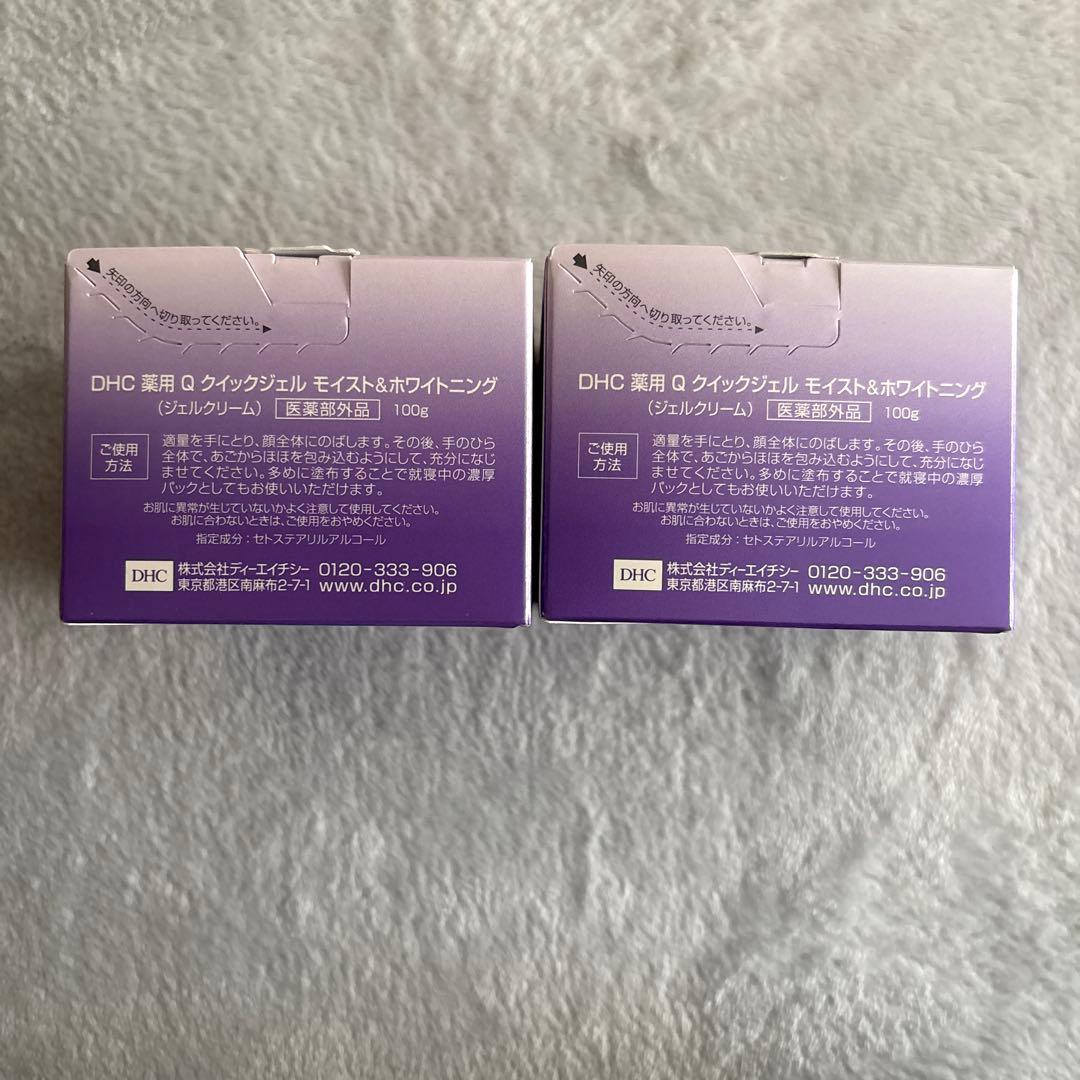 矢印の方向へ切り取ってください。
DHC 薬用 Q クイックジェル モイスト&ホワイトニング
（ジェルクリーム） 医薬部外品 100g
ご使用
方法
適量を手にとり、顔全体にのばします。その後、手のひら
全体で、あごからほほを包み込むようにして、充分になじ
ませてください。多めに塗布することで就寝中の濃厚
パックとしてもお使いいただけます。
お肌に異常が生じていないかよく注意して使用してください。
お肌に合わないときは、ご使用をおやめください。
指定成分：セトステアリルアルコール
DHC
株式会社ディーエイチシー 0120-333-906
東京都港区南麻布2-7-1 www.dhc.co.jp
矢印の方向へ切り取ってください。
DHC 薬用 Q クイックジェル モイスト&ホワイトニング
（ジェルクリーム） 医薬部外品 100g
ご使用
方法
適量を手にとり、顔全体にのばします。その後、手のひら
全体で、あごからほほを包み込むようにして、充分になじ
ませてください。多めに塗布することで就寝中の濃厚
パックとしてもお使いいただけます。
お肌に異常が生じていないかよく注意して使用してください。
お肌に合わないときは、ご使用をおやめください。
指定成分：セトステアリルアルコール
DHC
株式会社ディーエイチシー 0120-333-906
東京都港区南麻布2-7-1 www.dhc.co.jp